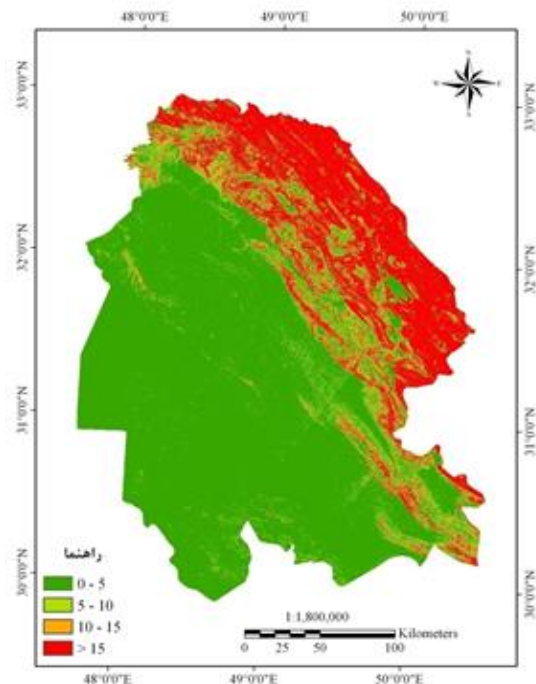 48°0'0"E 49°0'0"E 50°0'0"E
33°0'0"N
33°0'0"N
32°0'0"N
32°0'0"N
31°0'0"N
31°0'0"N
30°0'0"N
30°0'0"N
N
W E
S
راهنما
0 - 5
5 - 10
10 - 15
> 15
1:1,800,000
Kilometers
0 25 50 100
48°0'0"E 49°0'0"E 50°0'0"E